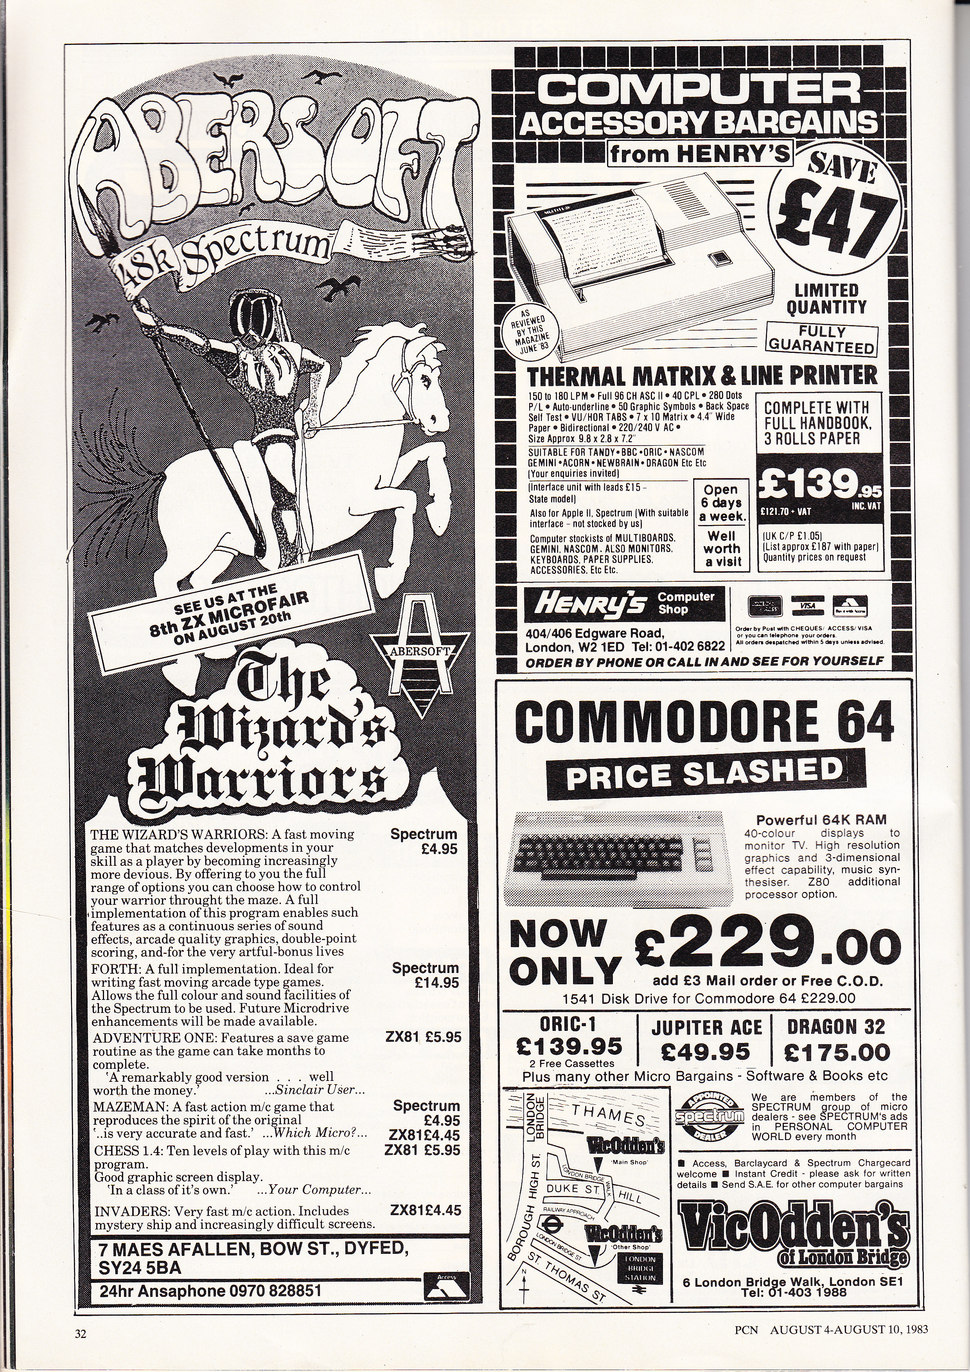 ABERSOFT
48k Spectrum
SEE US AT THE
8th ZX MICROFAIR
ON AUGUST 20th
ABERSOFT
The
Wizard's
Warriors
THE WIZARD'S WARRIORS: A fast moving
game that matches developments in your
skill as a player by becoming increasingly
more devious. By offering to you the full
range of options you can choose how to control
your warrior throught the maze. A full
implementation of this program enables such
features as a continuous series of sound
effects, arcade quality graphics, double-point
scoring, and-for the very artful-bonus lives
Spectrum
£4.95
FORTH: A full implementation. Ideal for
writing fast moving arcade type games.
Allows the full colour and sound facilities of
the Spectrum to be used. Future Microdrive
enhancements will be made available.
Spectrum
£14.95
ADVENTURE ONE: Features a save game
routine as the game can take months to
complete.
'A remarkably good version . . . well
worth the money.' ...Sinclair User...
ZX81 £5.95
MAZEMAN: A fast action m/c game that
reproduces the spirit of the original
'..is very accurate and fast.' ...Which Micro?...
Spectrum
£4.95
ZX81£4.45
CHESS 1.4: Ten levels of play with this m/c
program.
Good graphic screen display.
'In a class of it's own.' ...Your Computer...
ZX81 £5.95
INVADERS: Very fast m/c action. Includes
mystery ship and increasingly difficult screens.
ZX81£4.45
7 MAES AFALLEN, BOW ST., DYFED,
SY24 5BA
24hr Ansaphone 0970 828851
Access
COMPUTER
ACCESSORY BARGAINS
from HENRY'S
SAVE
£47
LIMITED
QUANTITY
FULLY
GUARANTEED
AS
REVIEWED
BY THIS
MAGAZINE
JUNE '83
THERMAL MATRIX & LINE PRINTER
150 to 180 LPM • Full 96 CH ASC II • 40 CPL • 280 Dots
P/L • Auto-underline • 50 Graphic Symbols • Back Space
Self Test • VU/HOR TABS • 7 x 10 Matrix • 4.4" Wide
Paper • Bidirectional • 220/240 V AC •
Size Approx 9.8 x 2.8 x 7.2"
SUITABLE FOR TANDY • BBC • ORIC • NASCOM
GEMINI • ACORN • NEWBRAIN • DRAGON Etc Etc
(Your enquiries invited)
(Interface unit with leads £15 -
State model)
Also for Apple II, Spectrum (With suitable
interface - not stocked by us)
Computer stockists of MULTIBOARDS,
GEMINI, NASCOM. ALSO MONITORS,
KEYBOARDS, PAPER SUPPLIES,
ACCESSORIES, Etc Etc.
Open
6 days
a week.
Well
worth
a visit
COMPLETE WITH
FULL HANDBOOK,
3 ROLLS PAPER
£139.95
INC. VAT
£121.70 + VAT
(UK C/P £1.05)
(List approx £187 with paper)
Quantity prices on request
HENRY'S Computer
Shop
404/406 Edgware Road,
London, W2 1ED Tel: 01-402 6822
VISA
Order by Post with CHEQUES/ ACCESS/ VISA
or you can telephone your orders.
All orders despatched within 5 days unless advised.
ORDER BY PHONE OR CALL IN AND SEE FOR YOURSELF
COMMODORE 64
PRICE SLASHED
Powerful 64K RAM
40-colour displays to
monitor TV. High resolution
graphics and 3-dimensional
effect capability, music syn-
thesiser. Z80 additional
processor option.
NOW
ONLY
£229.00
add £3 Mail order or Free C.O.D.
1541 Disk Drive for Commodore 64 £229.00
ORIC-1
£139.95
2 Free Cassettes
JUPITER ACE
£49.95
DRAGON 32
£175.00
Plus many other Micro Bargains - Software & Books etc
THAMES
LONDON
BRIDGE
VicOdden's
'Main Shop'
LONDON BRIDGE WALK
DUKE ST. HILL
RAILWAY APPROACH
BOROUGH HIGH ST.
LONDON BRIDGE ST.
VicOdden's
'Other Shop'
LONDON
BRIDGE
STATION
ST. THOMAS ST.
N
APPOINTED
spectrum
DEALER
We are members of the
SPECTRUM group of micro
dealers - see SPECTRUM's ads
in PERSONAL COMPUTER
WORLD every month
■ Access, Barclaycard & Spectrum Chargecard
welcome ■ Instant Credit - please ask for written
details ■ Send S.A.E. for other computer bargains
VicOdden's
of London Bridge
6 London Bridge Walk, London SE1
Tel: 01-403 1988
32
PCN AUGUST 4-AUGUST 10, 1983